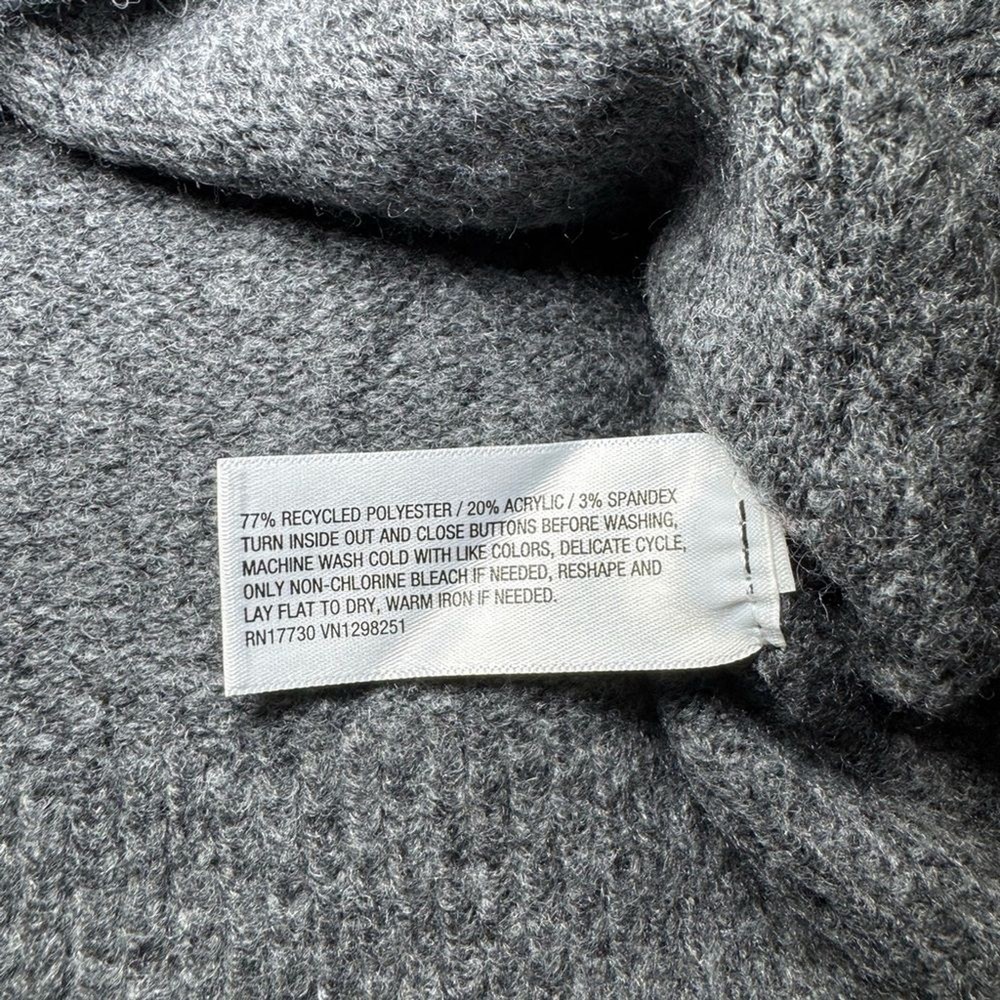 77% RECYCLED POLYESTER / 20% ACRYLIC / 3% SPANDEX
TURN INSIDE OUT AND CLOSE BUTTONS BEFORE WASHING,
MACHINE WASH COLD WITH LIKE COLORS, DELICATE CYCLE,
ONLY NON-CHLORINE BLEACH IF NEEDED, RESHAPE AND
LAY FLAT TO DRY, WARM IRON IF NEEDED.
RN17730 VN1298251